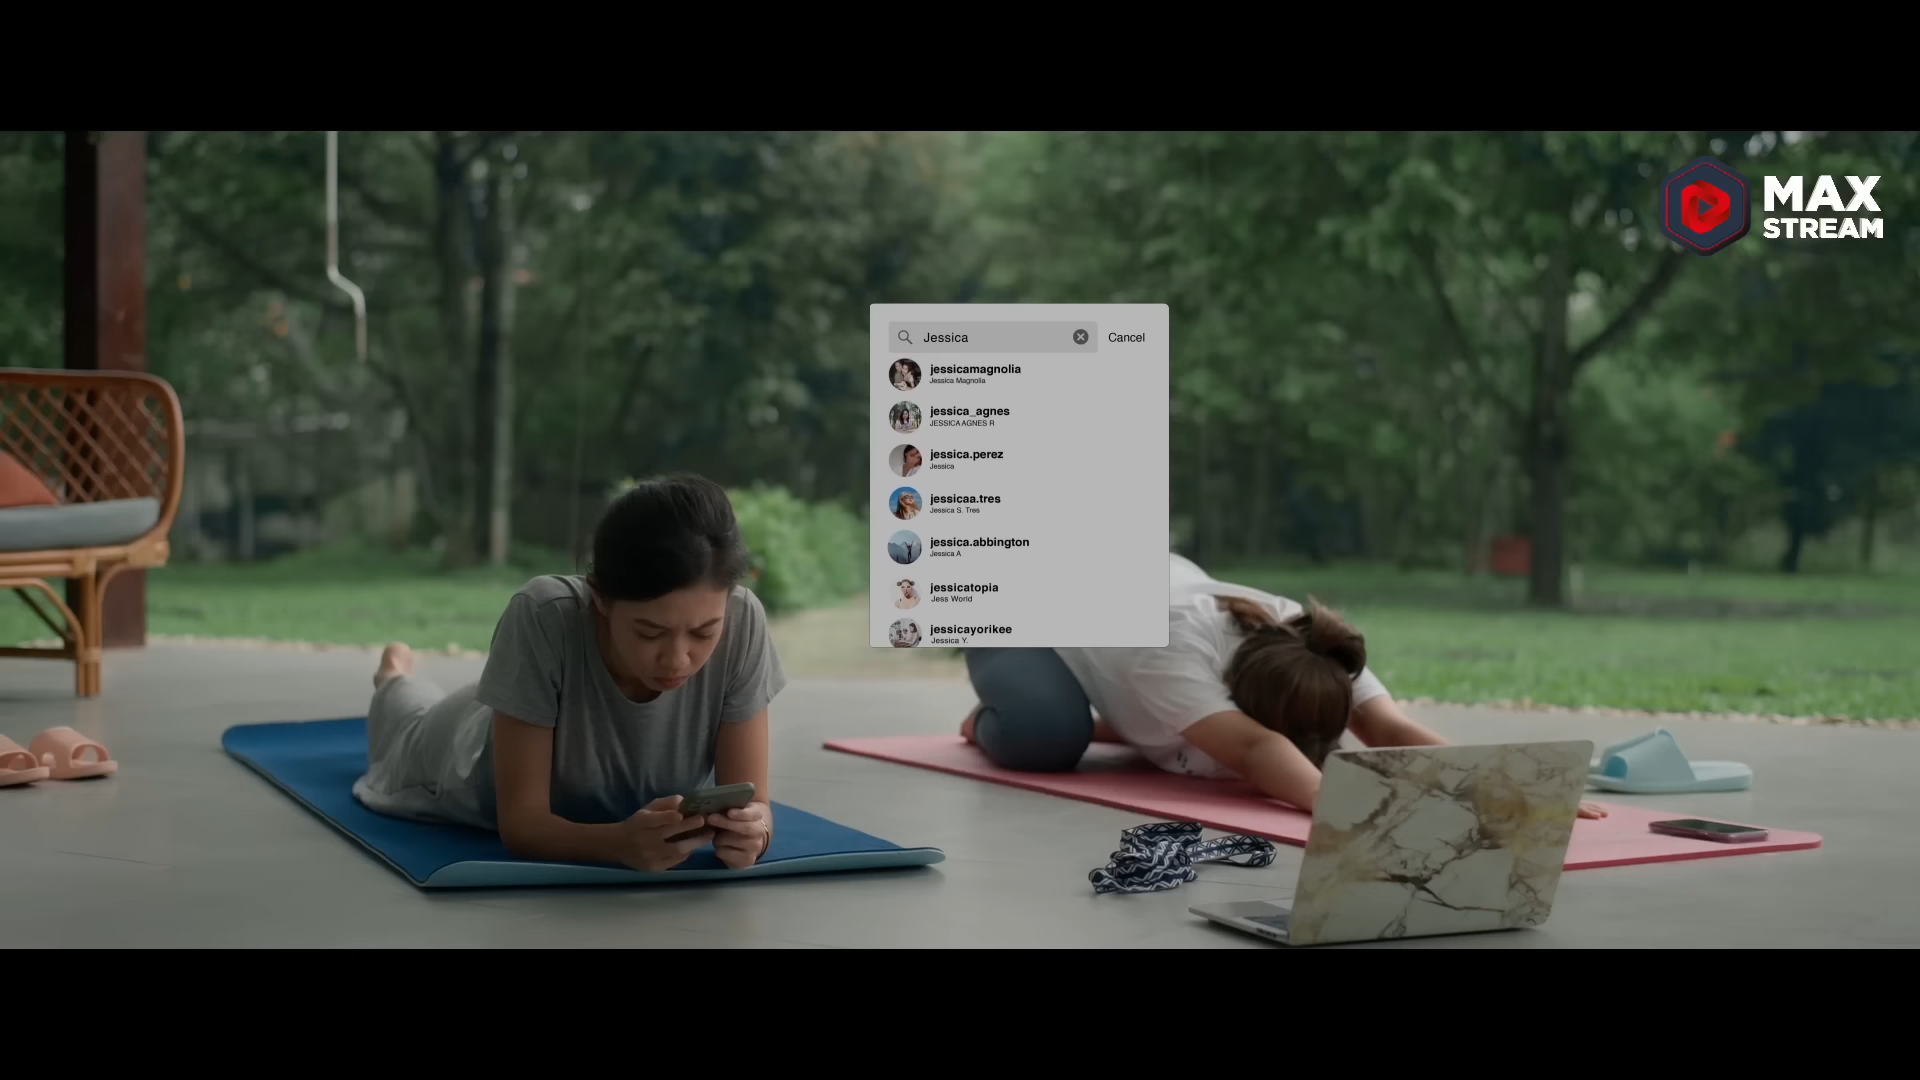 MAX
STREAM
Jessica
Cancel
jessicamagnolia
Jessica Magnolia
jessica_agnes
JESSICA AGNES R
jessica.perez
Jessica
jessicaa.tres
Jessica S. Tres
jessica.abbington
Jessica A
jessicatopia
Jess World
jessicayorikee
Jessica Y.